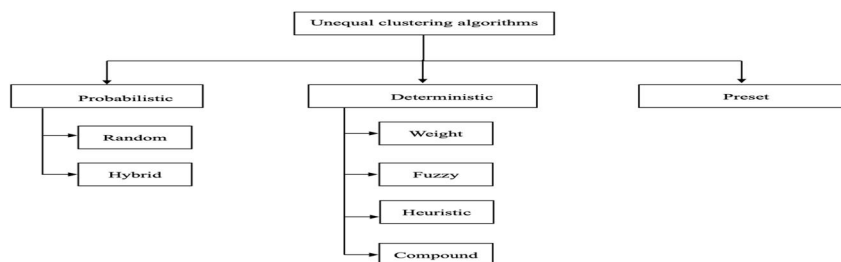 Unequal clustering algorithms
Probabilistic
Deterministic
Preset
Random
Hybrid
Weight
Fuzzy
Heuristic
Compound